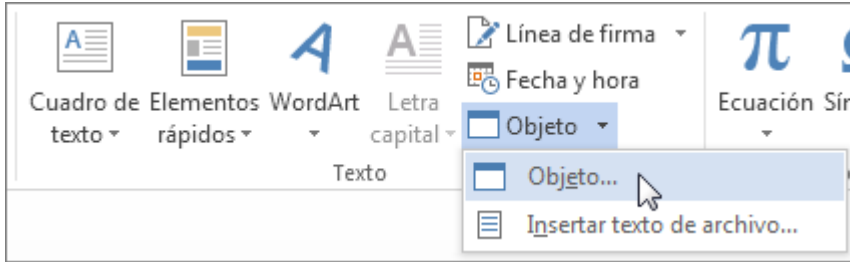 Cuadro de texto
Elementos rápidos
WordArt
Letra capital
Línea de firma
Fecha y hora
Objeto
Texto
Ecuación
Objeto...
Insertar texto de archivo...